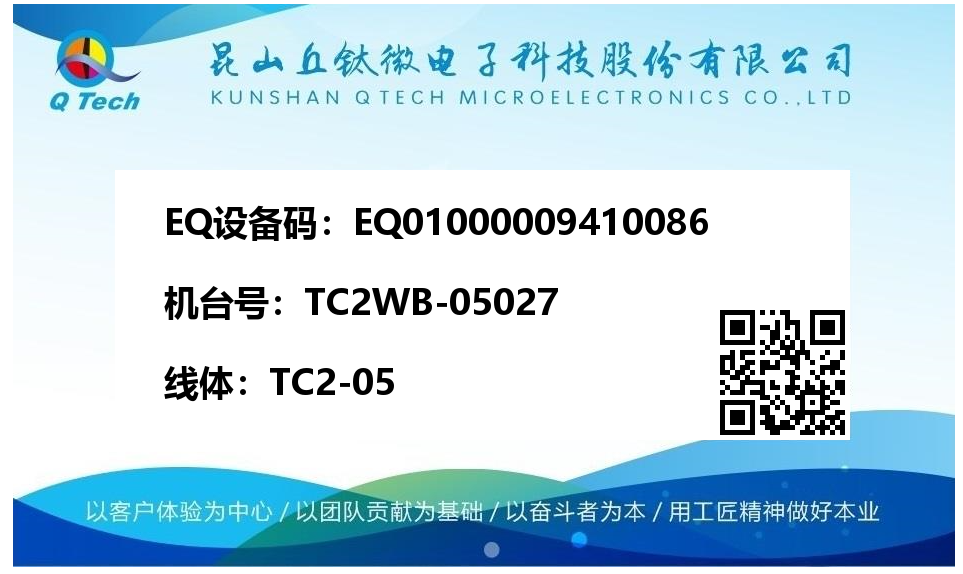 昆山丘钛微电子科技股份有限公司
Q Tech
KUNSHAN Q TECH MICROELECTRONICS CO.,LTD
EQ设备码：EQ01000009410086
机台号：TC2WB-05027
线体：TC2-05
以客户体验为中心 / 以团队贡献为基础 / 以奋斗者为本 / 用工匠精神做好本业